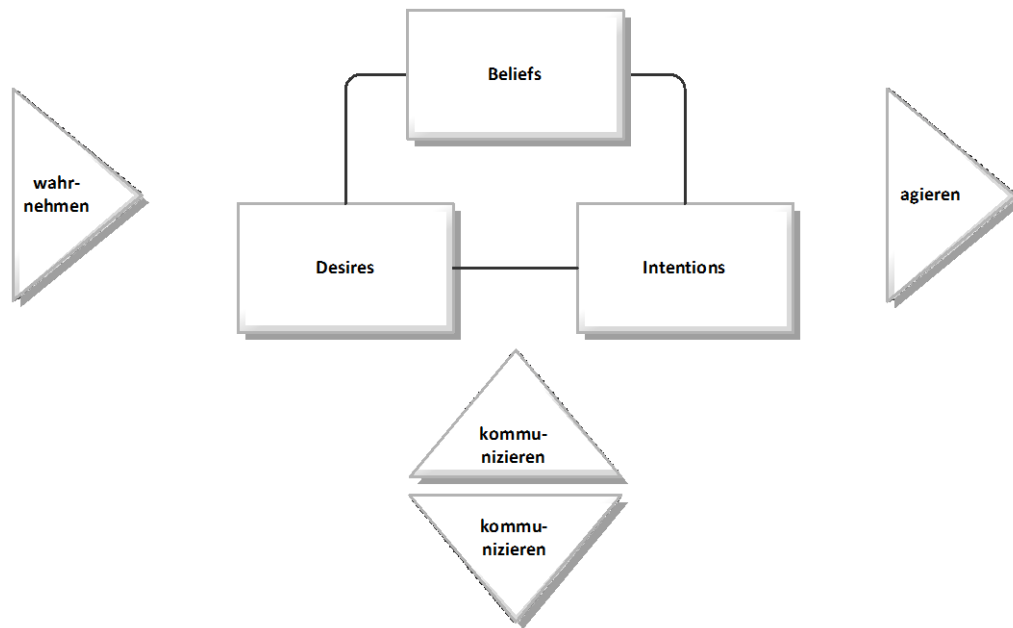 Beliefs
wahr-
nehmen
agieren
Desires
Intentions
kommu-
nizieren
kommu-
nizieren